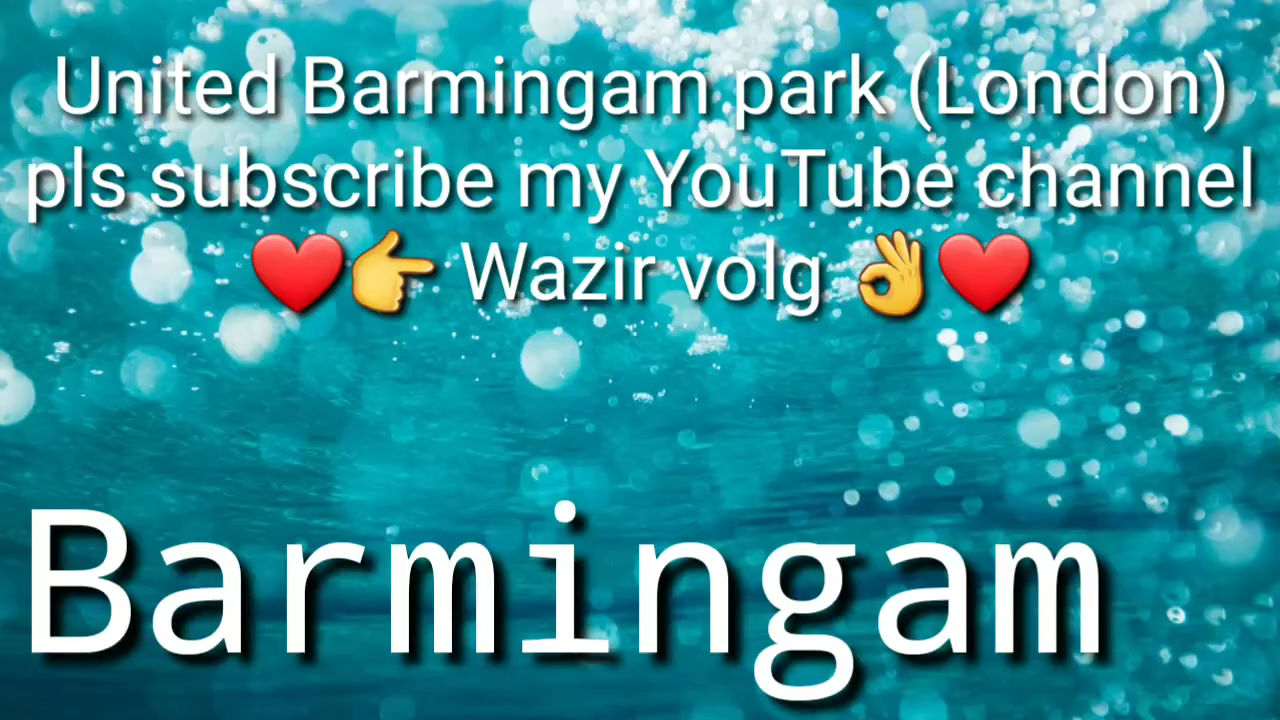 United Barmingam park (London)
pls subscribe my YouTube channel
❤️👉 Wazir volg 👌❤️
Barmingam